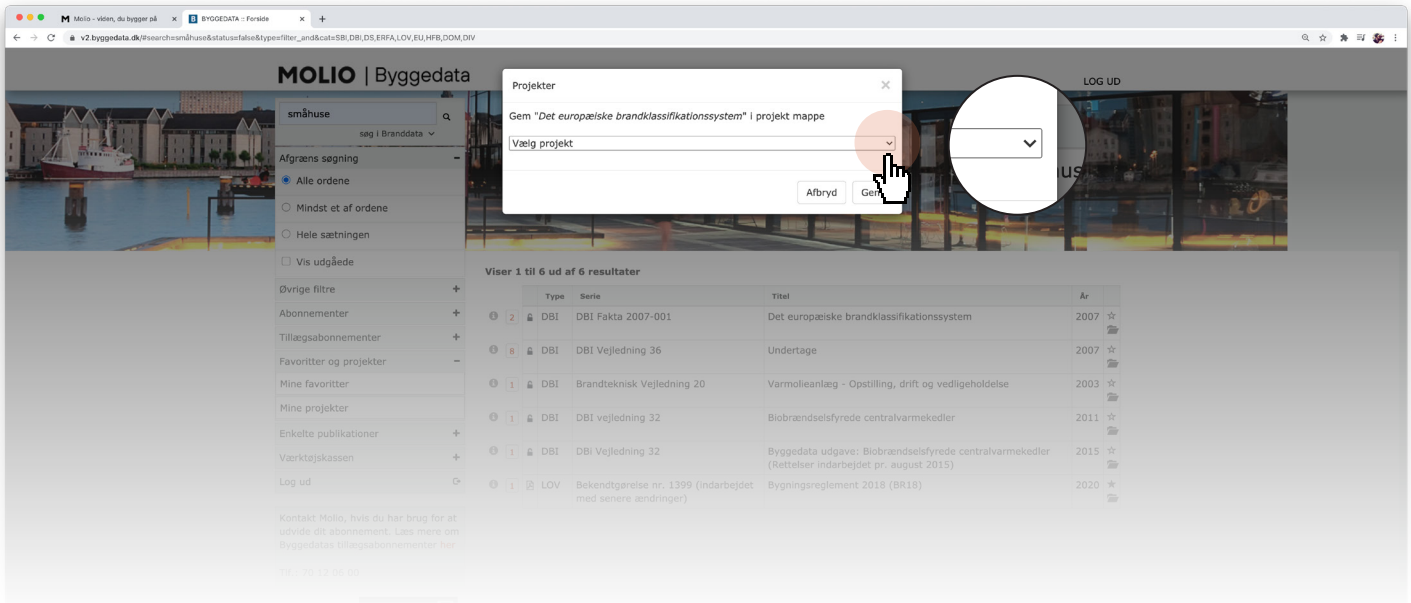 Molio - viden, du bygger på
BYGGEDATA :: Forside
v2.byggedata.dk/#search=småhuse&status=false&type=filter_and&cat=SBI,DBI,DS,ERFA,LOV,EU,HFB,DOM,DIV
MOLIO | Byggedata
LOG UD
småhuse
søg i Branddata
Afgræns søgning
Alle ordene
Mindst et af ordene
Hele sætningen
Vis udgåede
Øvrige filtre
Abonnementer
Tillægsabonnementer
Favoritter og projekter
Mine favoritter
Mine projekter
Enkelte publikationer
Værktøjskassen
Log ud
Kontakt Molio, hvis du har brug for at
udvide dit abonnement. Læs mere om
Byggedatas tillægsabonnementer her
Projekter
Gem "Det europæiske brandklassifikationssystem" i projekt mappe
Vælg projekt
Afbryd
Viser 1 til 6 ud af 6 resultater
Type Serie Titel År
2 DBI DBI Fakta 2007-001 Det europæiske brandklassifikationssystem 2007
8 DBI DBI Vejledning 36 Undertage 2007
1 DBI Brandteknisk Vejledning 20 Varmolieanlæg - Opstilling, drift og vedligeholdelse 2003
1 DBI DBI vejledning 32 Biobrændselsfyrede centralvarmekedler 2011
1 DBI DBi Vejledning 32 Byggedata udgave: Biobrændselsfyrede centralvarmekedler 2015
(Rettelser indarbejdet pr. august 2015)
1 LOV Bekendtgørelse nr. 1399 (indarbejdet Bygningsreglement 2018 (BR18) 2020
med senere ændringer)